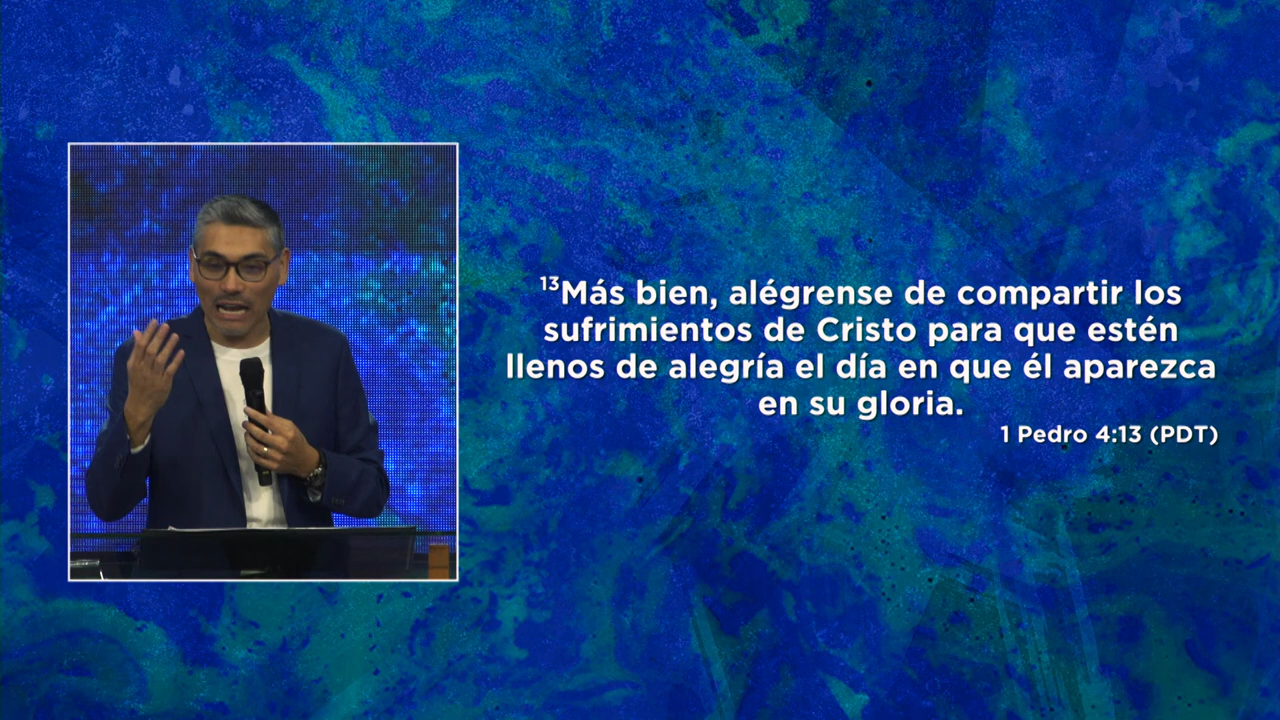 ¹³Más bien, alégrense de compartir los
sufrimientos de Cristo para que estén
llenos de alegría el día en que él aparezca
en su gloria.
1 Pedro 4:13 (PDT)